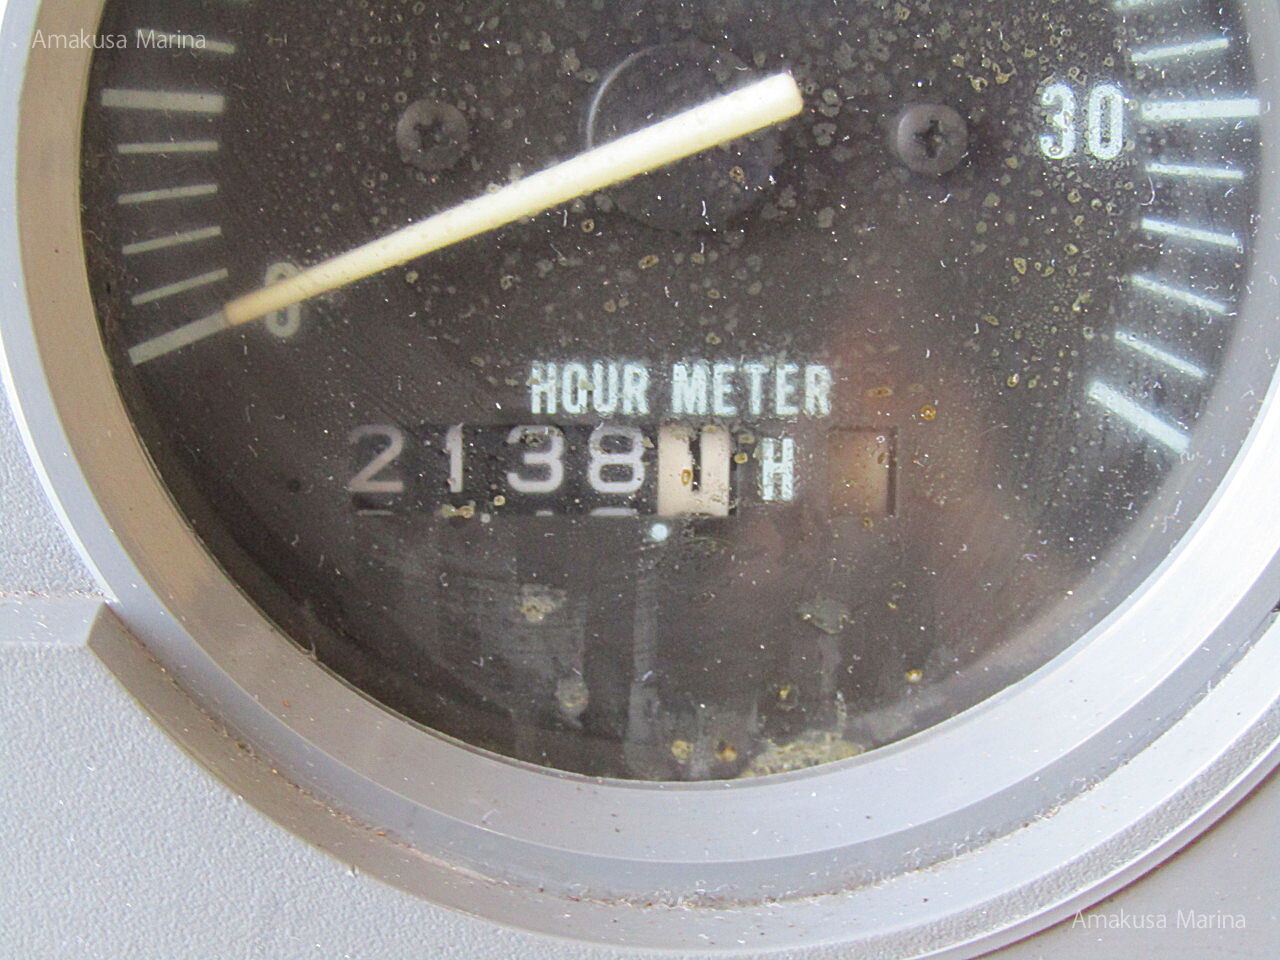 Amakusa Marina
30
0
HOUR METER
2138 H
Amakusa Marina